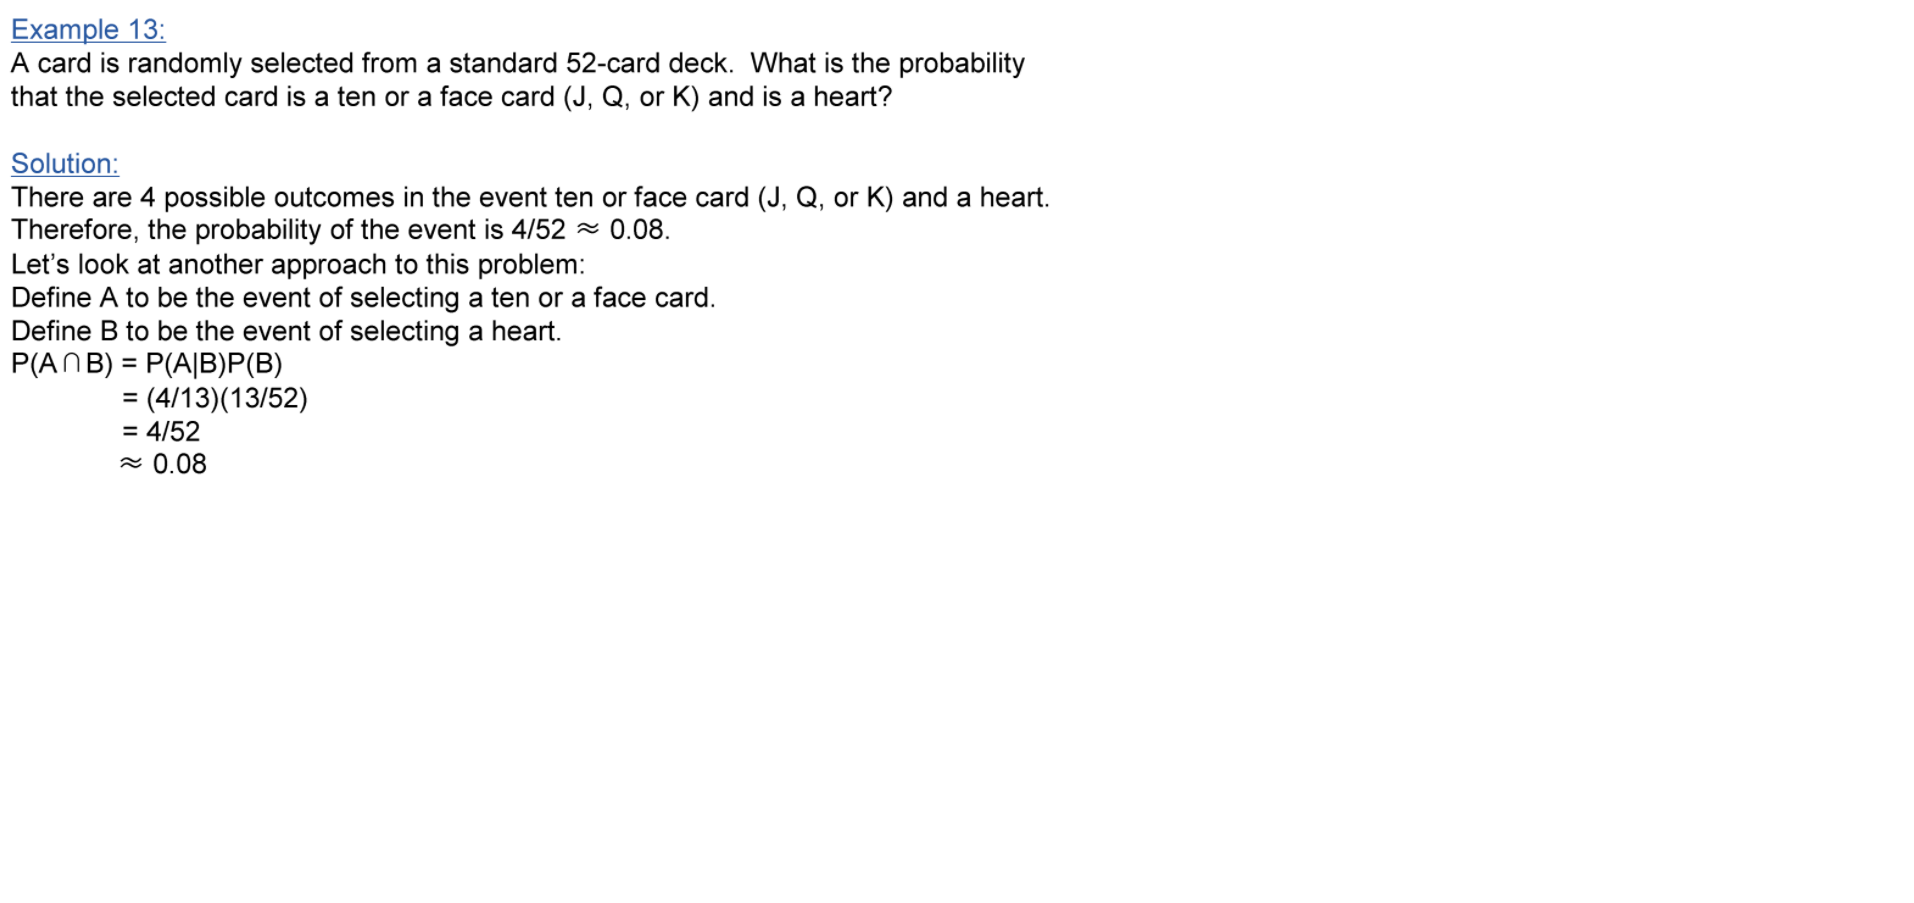 Example 13:
A card is randomly selected from a standard 52-card deck.  What is the probability
that the selected card is a ten or a face card (J, Q, or K) and is a heart?
Solution:
There are 4 possible outcomes in the event ten or face card (J, Q, or K) and a heart.
Therefore, the probability of the event is 4/52 ≈ 0.08.
Let’s look at another approach to this problem:
Define A to be the event of selecting a ten or a face card.
Define B to be the event of selecting a heart.
P(A∩B) = P(A|B)P(B)
= (4/13)(13/52)
= 4/52
≈ 0.08